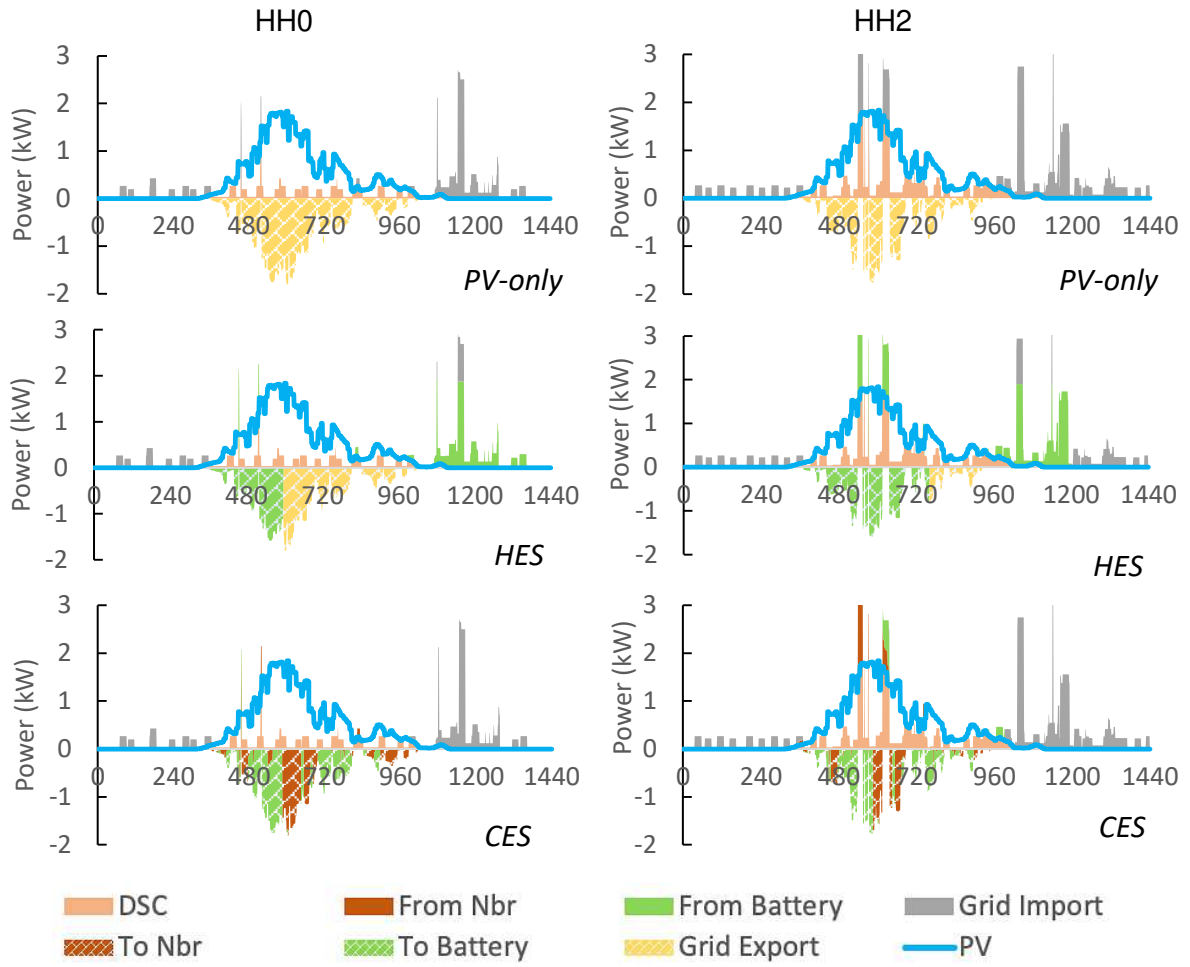 HH0
HH2
Power (kW)
3
2
1
0
-1
-2
0 240 480 720 960 1200 1440
PV-only
Power (kW)
3
2
1
0
-1
-2
0 240 480 720 960 1200 1440
PV-only
Power (kW)
3
2
1
0
-1
-2
0 240 480 720 960 1200 1440
HES
Power (kW)
3
2
1
0
-1
-2
0 240 480 720 960 1200 1440
HES
Power (kW)
3
2
1
0
-1
-2
0 240 480 720 960 1200 1440
CES
Power (kW)
3
2
1
0
-1
-2
0 240 480 720 960 1200 1440
CES
DSC From Nbr From Battery Grid Import
To Nbr To Battery Grid Export PV